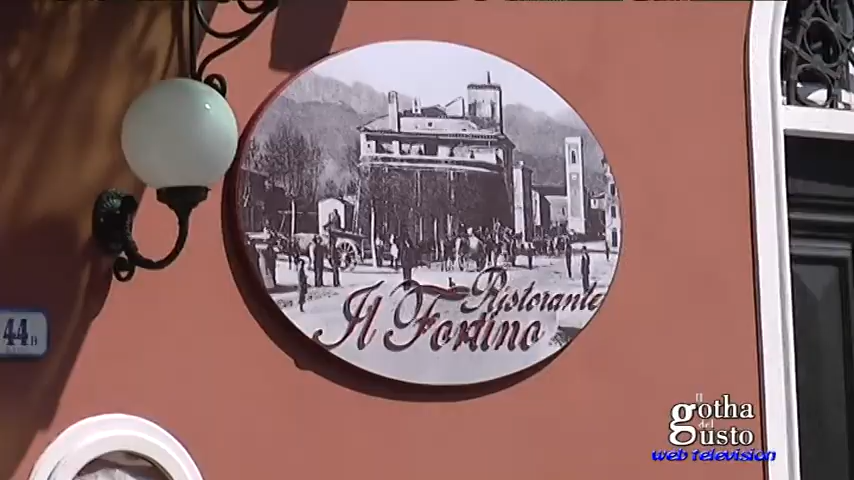 Ristorante
Il Fortino
44B
Il
gotha
del
Gusto
web television